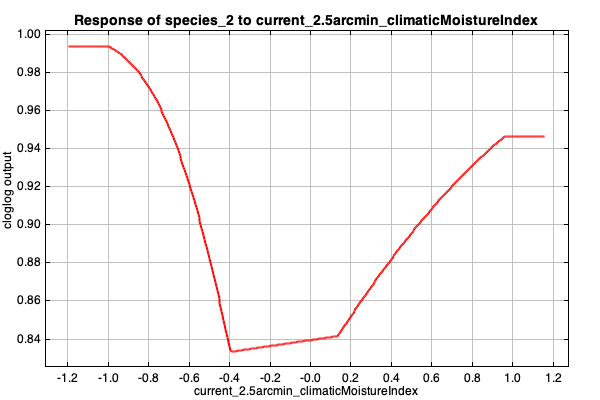 Response of species_2 to current_2.5arcmin_climaticMoistureIndex
1.00
0.98
0.96
0.94
0.92
0.90
0.88
0.86
0.84
cloglog output
-1.2 -1.0 -0.8 -0.6 -0.4 -0.2 -0.0 0.2 0.4 0.6 0.8 1.0 1.2
current_2.5arcmin_climaticMoistureIndex